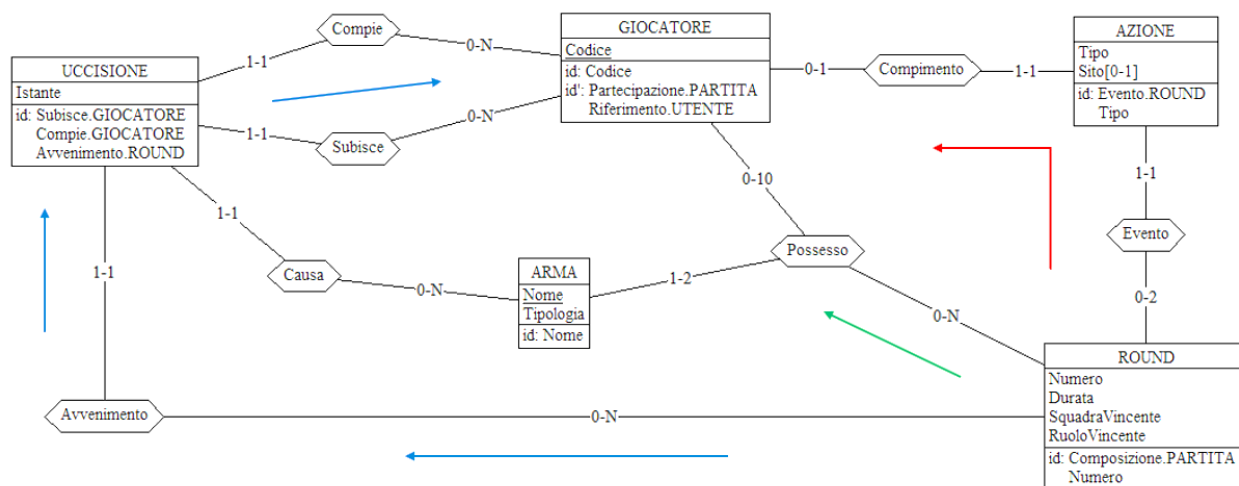 UCCISIONE
Istante
id: Subisce.GIOCATORE
Compie.GIOCATORE
Avvenimento.ROUND
1-1
Compie
0-N
1-1
Subisce
0-N
GIOCATORE
Codice
id: Codice
id': Partecipazione.PARTITA
Riferimento.UTENTE
0-1
Compimento
1-1
AZIONE
Tipo
Sito[0-1]
id: Evento.ROUND
Tipo
1-1
Evento
0-2
0-10
Possesso
1-2
0-N
1-1
Causa
0-N
ARMA
Nome
Tipologia
id: Nome
1-1
Avvenimento
0-N
ROUND
Numero
Durata
SquadraVincente
RuoloVincente
id: Composizione.PARTITA
Numero